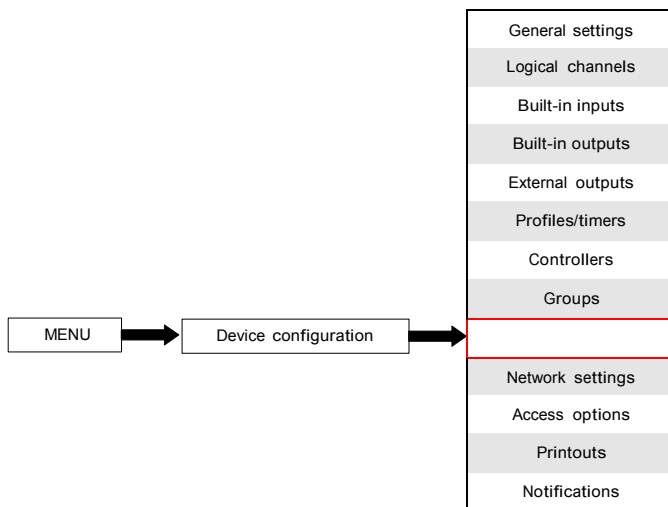 General settings
Logical channels
Built-in inputs
Built-in outputs
External outputs
Profiles/timers
Controllers
Groups
MENU
Device configuration
Network settings
Access options
Printouts
Notifications